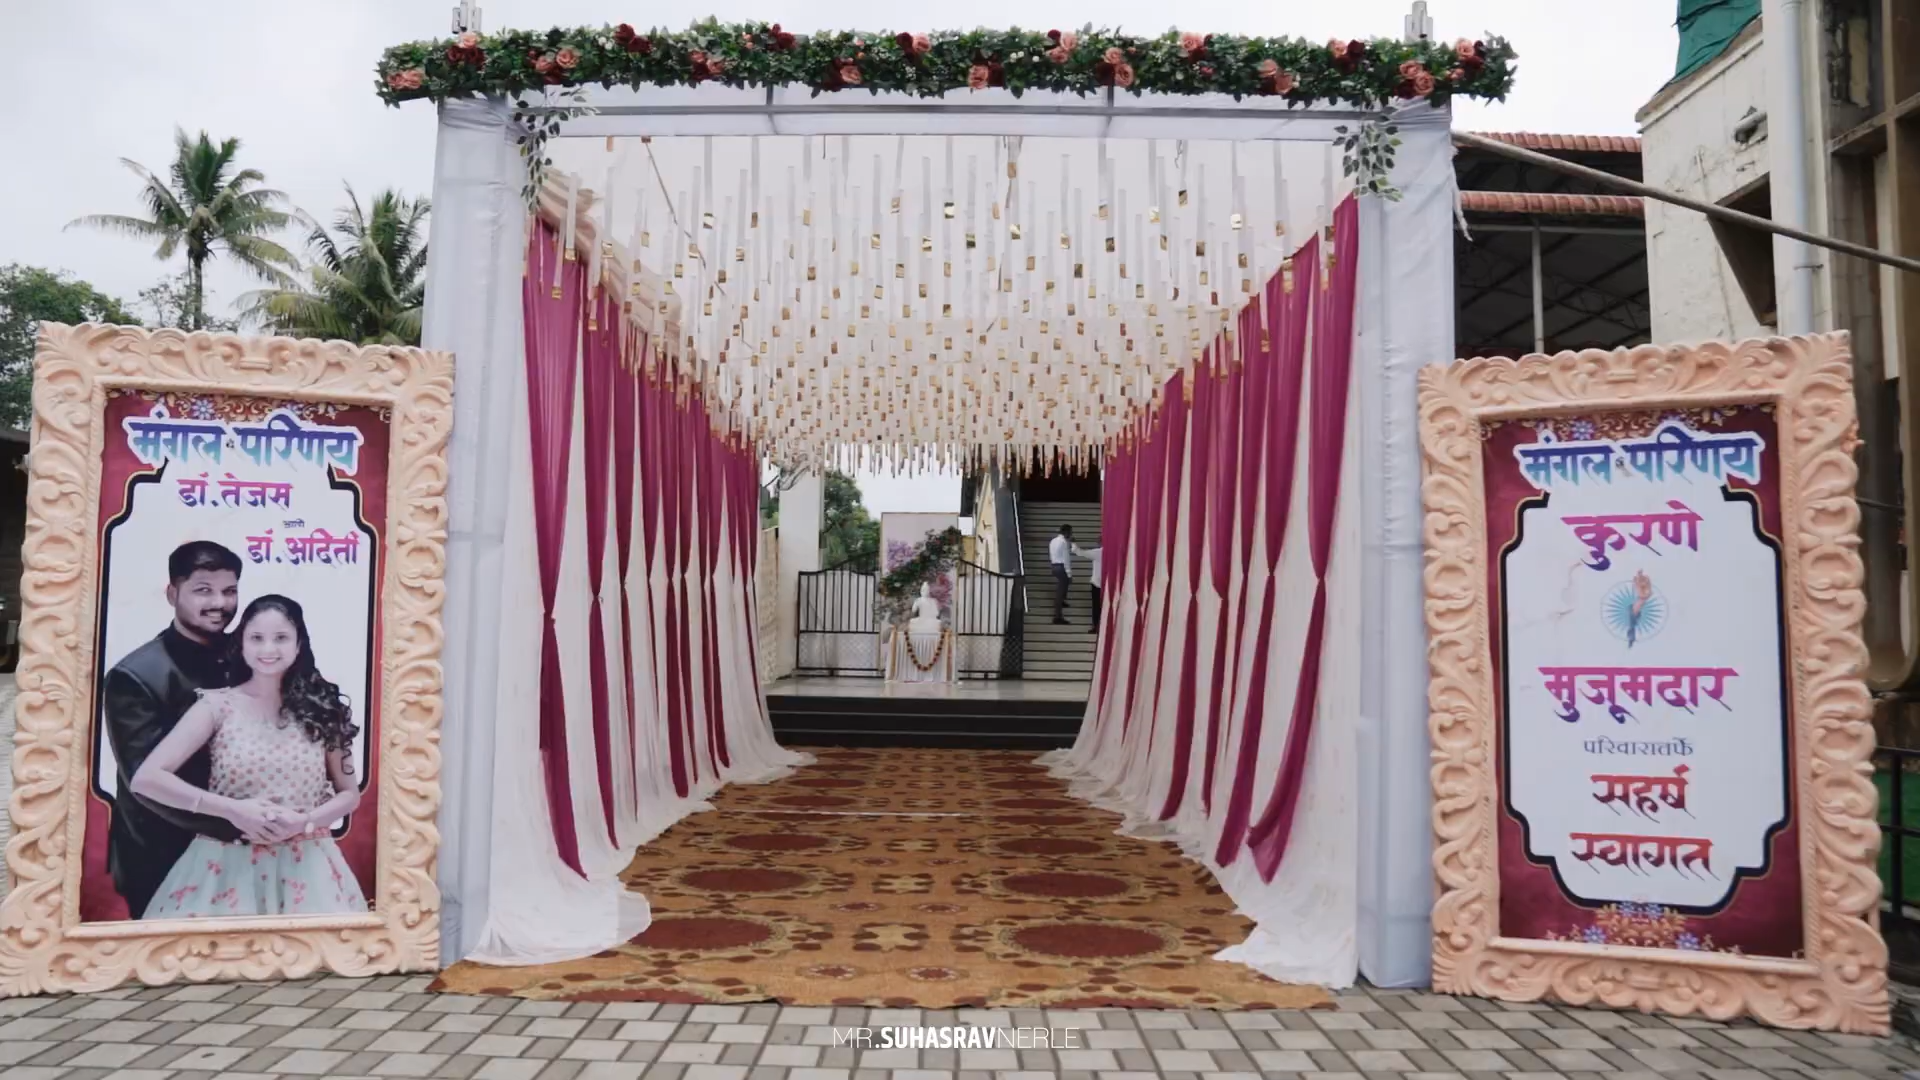 मंगल परिणय
डॉ. तेजस
आणि
डॉ. अदिती
मंगल परिणय
कुरणे
मुजूमदार
परिवारातर्फे
सहर्ष
स्वागत
MR.SUHASRAVNERLE